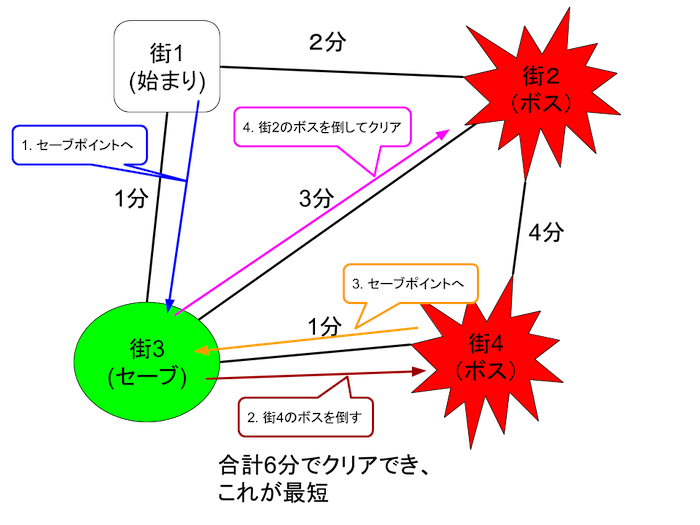 街1
(始まり)
２分
街２
(ボス)
1. セーブポイントへ
4. 街2のボスを倒してクリア
1分
3分
4分
3. セーブポイントへ
1分
街3
(セーブ)
街4
(ボス)
2. 街4のボスを倒す
合計6分でクリアでき、
これが最短